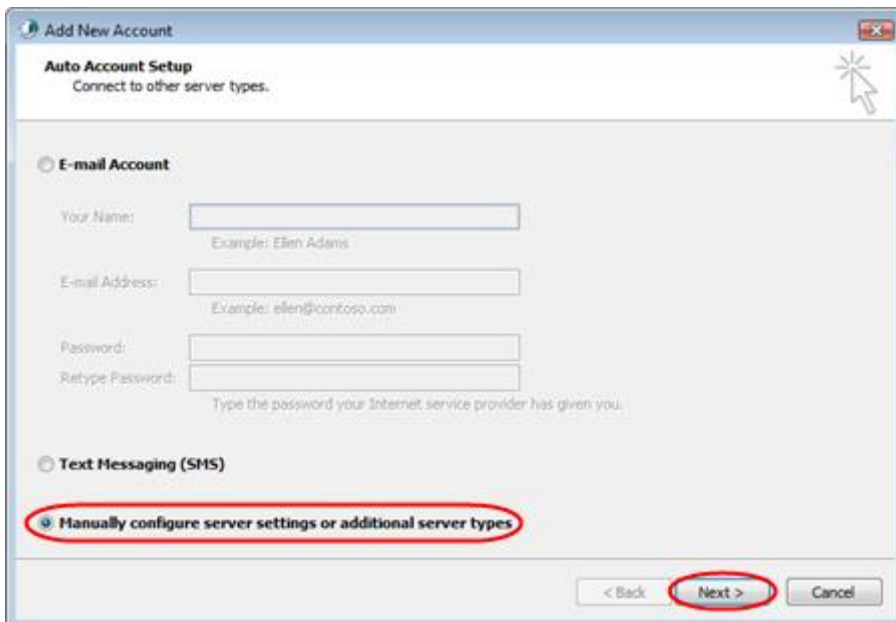 Add New Account
Auto Account Setup
Connect to other server types.
E-mail Account
Your Name:
Example: Ellen Adams
E-mail Address:
Example: ellen@contoso.com
Password:
Retype Password:
Type the password your Internet service provider has given you.
Text Messaging (SMS)
Manually configure server settings or additional server types
< Back Next > Cancel